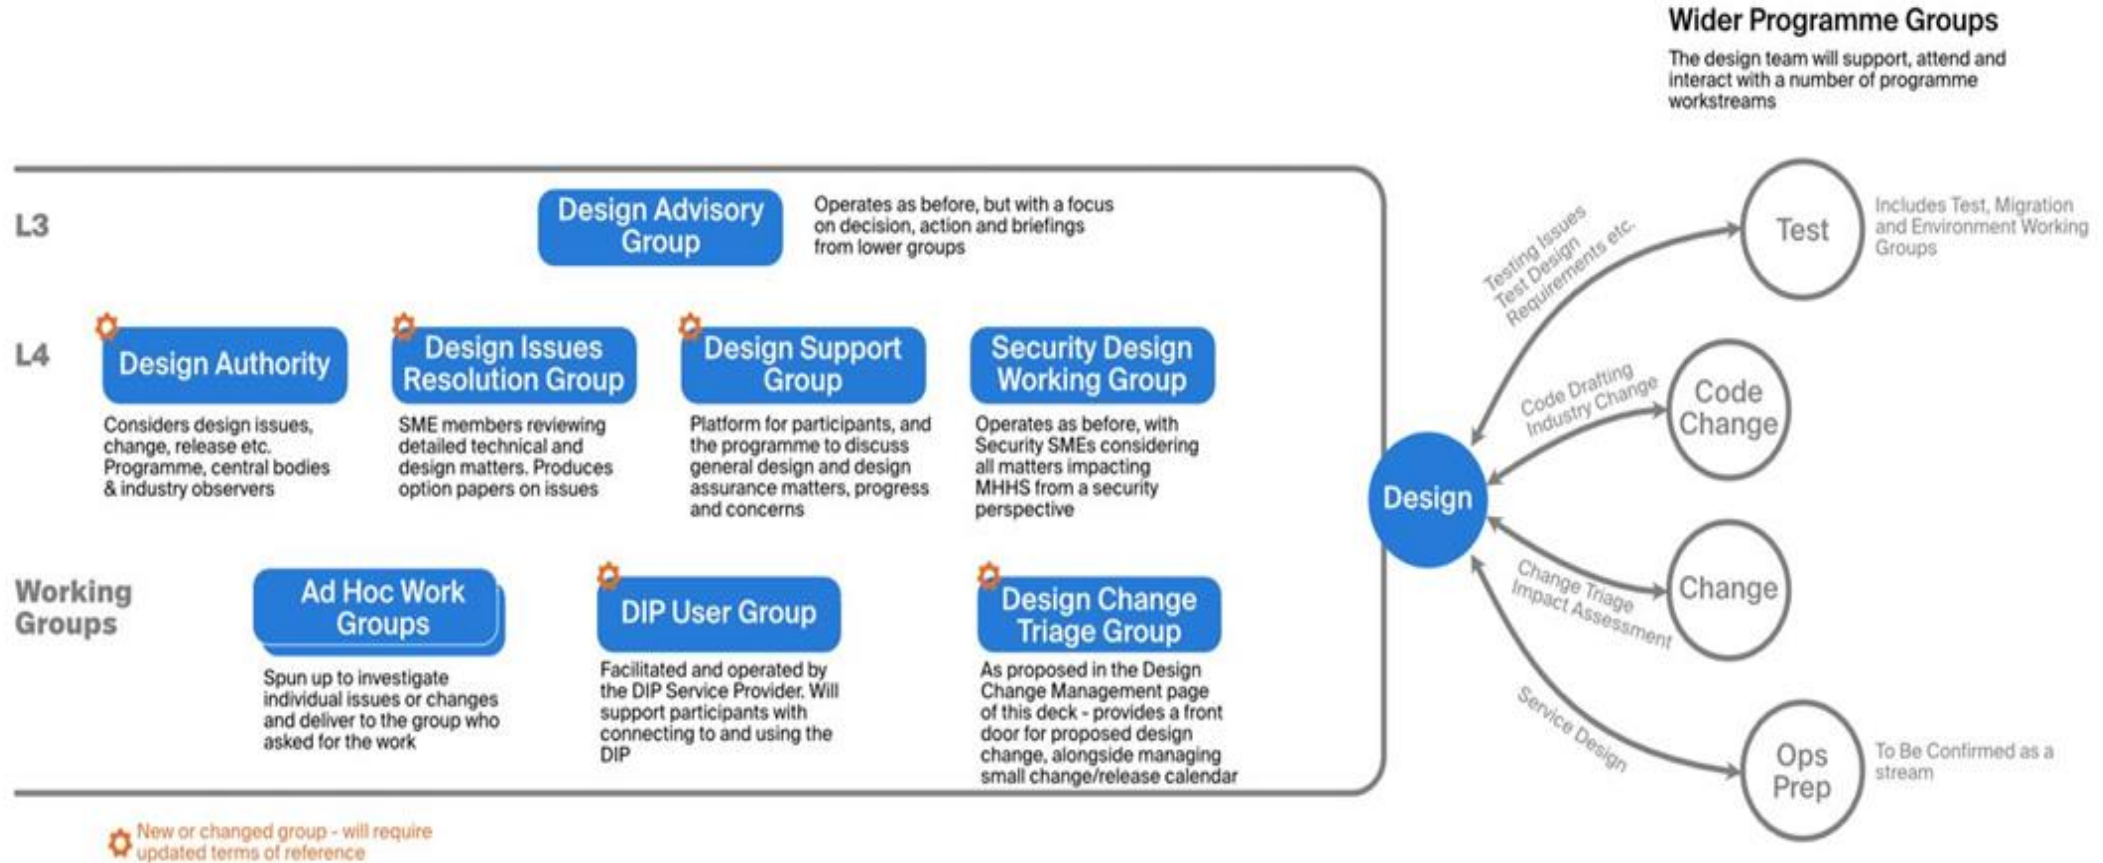 Wider Programme Groups
The design team will support, attend and
interact with a number of programme
workstreams
L3
Design Advisory
Group
Operates as before, but with a focus
on decision, action and briefings
from lower groups
L4
Design Authority
Considers design issues,
change, release etc.
Programme, central bodies
& industry observers
Design Issues
Resolution Group
SME members reviewing
detailed technical and
design matters. Produces
option papers on issues
Design Support
Group
Platform for participants, and
the programme to discuss
general design and design
assurance matters, progress
and concerns
Security Design
Working Group
Operates as before, with
Security SMEs considering
all matters impacting
MHHS from a security
perspective
Working
Groups
Ad Hoc Work
Groups
Spun up to investigate
individual issues or changes
and deliver to the group who
asked for the work
DIP User Group
Facilitated and operated by
the DIP Service Provider. Will
support participants with
connecting to and using the
DIP
Design Change
Triage Group
As proposed in the Design
Change Management page
of this deck - provides a front
door for proposed design
change, alongside managing
small change/release calendar
Design
Testing Issues
Test Design
Requirements etc.
Test
Includes Test, Migration
and Environment Working
Groups
Code Drafting
Industry Change
Code
Change
Change Triage
Impact Assessment
Change
Service Design
Ops
Prep
To Be Confirmed as a
stream
New or changed group - will require
updated terms of reference